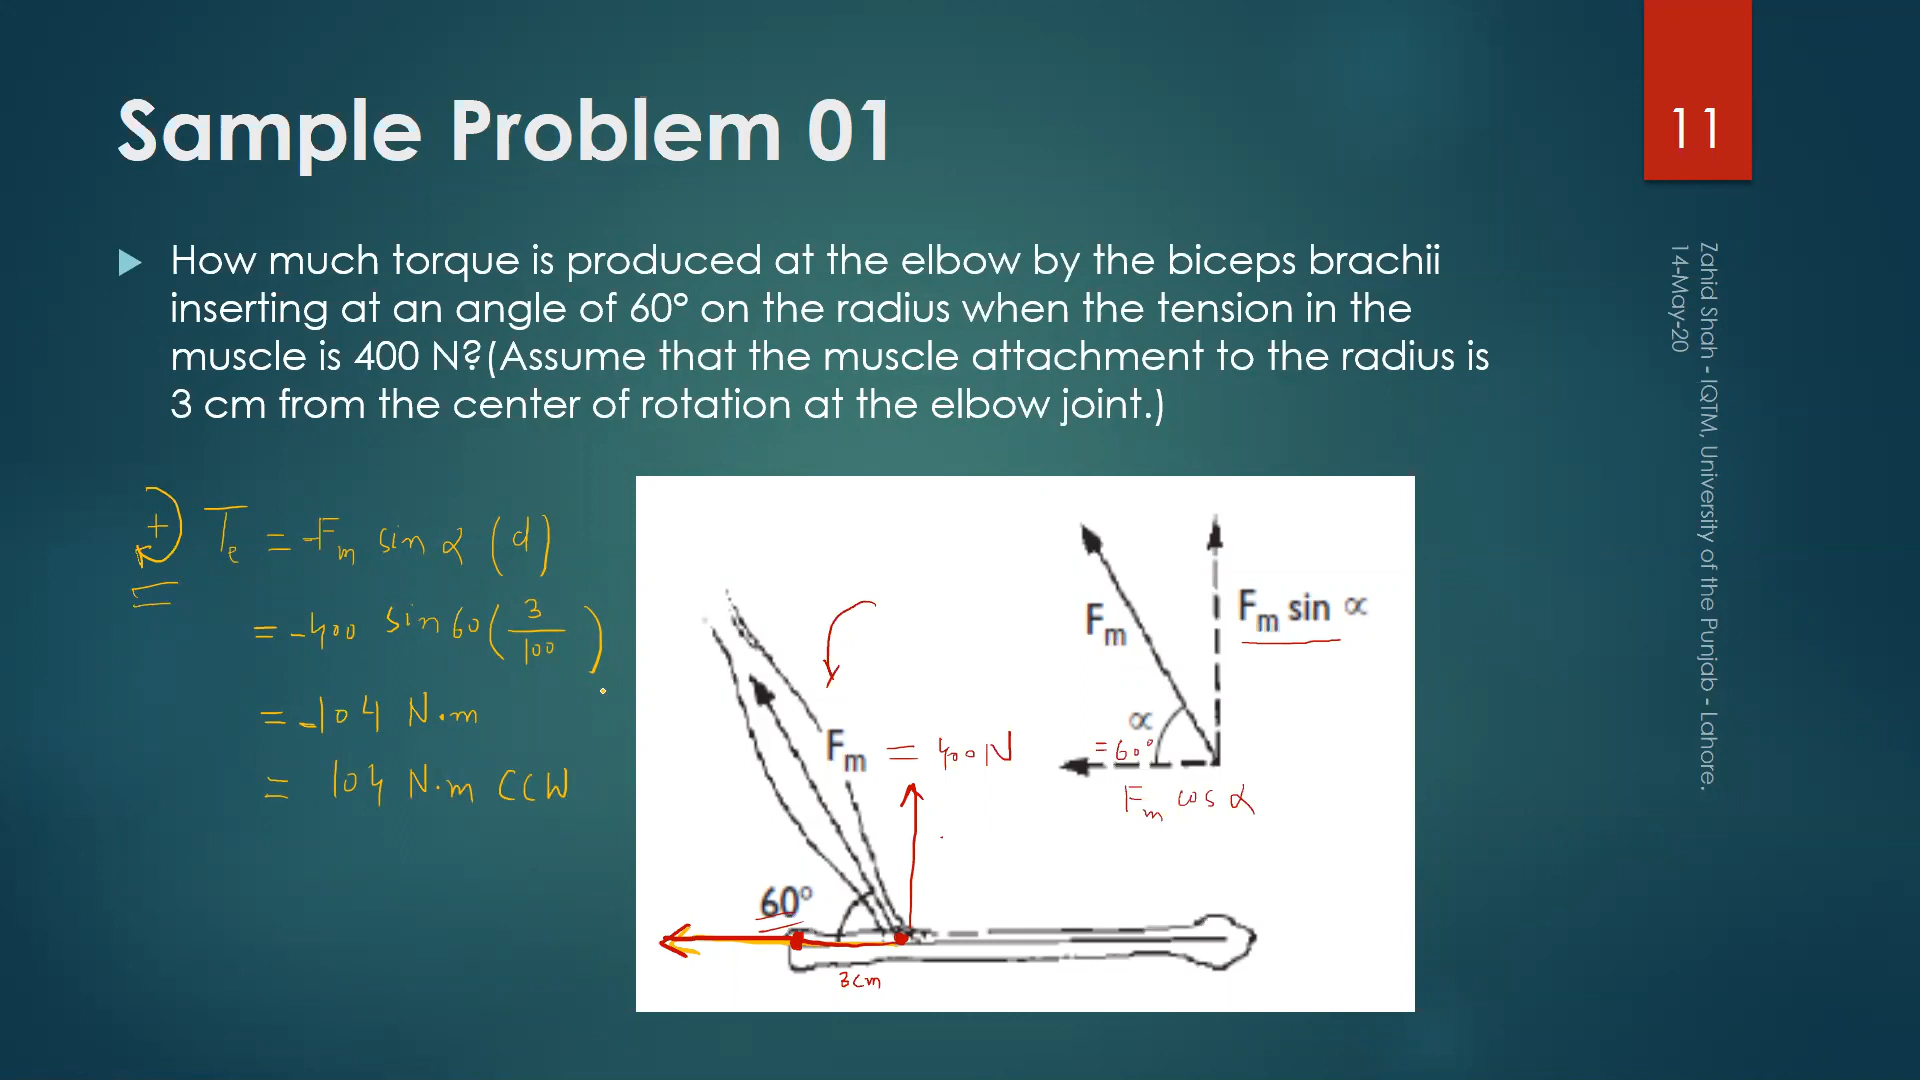 Sample Problem 01
11
How much torque is produced at the elbow by the biceps brachii
inserting at an angle of 60° on the radius when the tension in the
muscle is 400 N?(Assume that the muscle attachment to the radius is
3 cm from the center of rotation at the elbow joint.)
Zahid Shah - IQTM, University of the Punjab - Lahore.
14-May-20
+ Te = -Fm sin α (d)
= -400 sin 60 (3/100)
= -104 N.m
= 104 N.m CCW
Fm
Fm sin α
α
= 60°
Fm cos α
Fm = 400N
60°
3cm